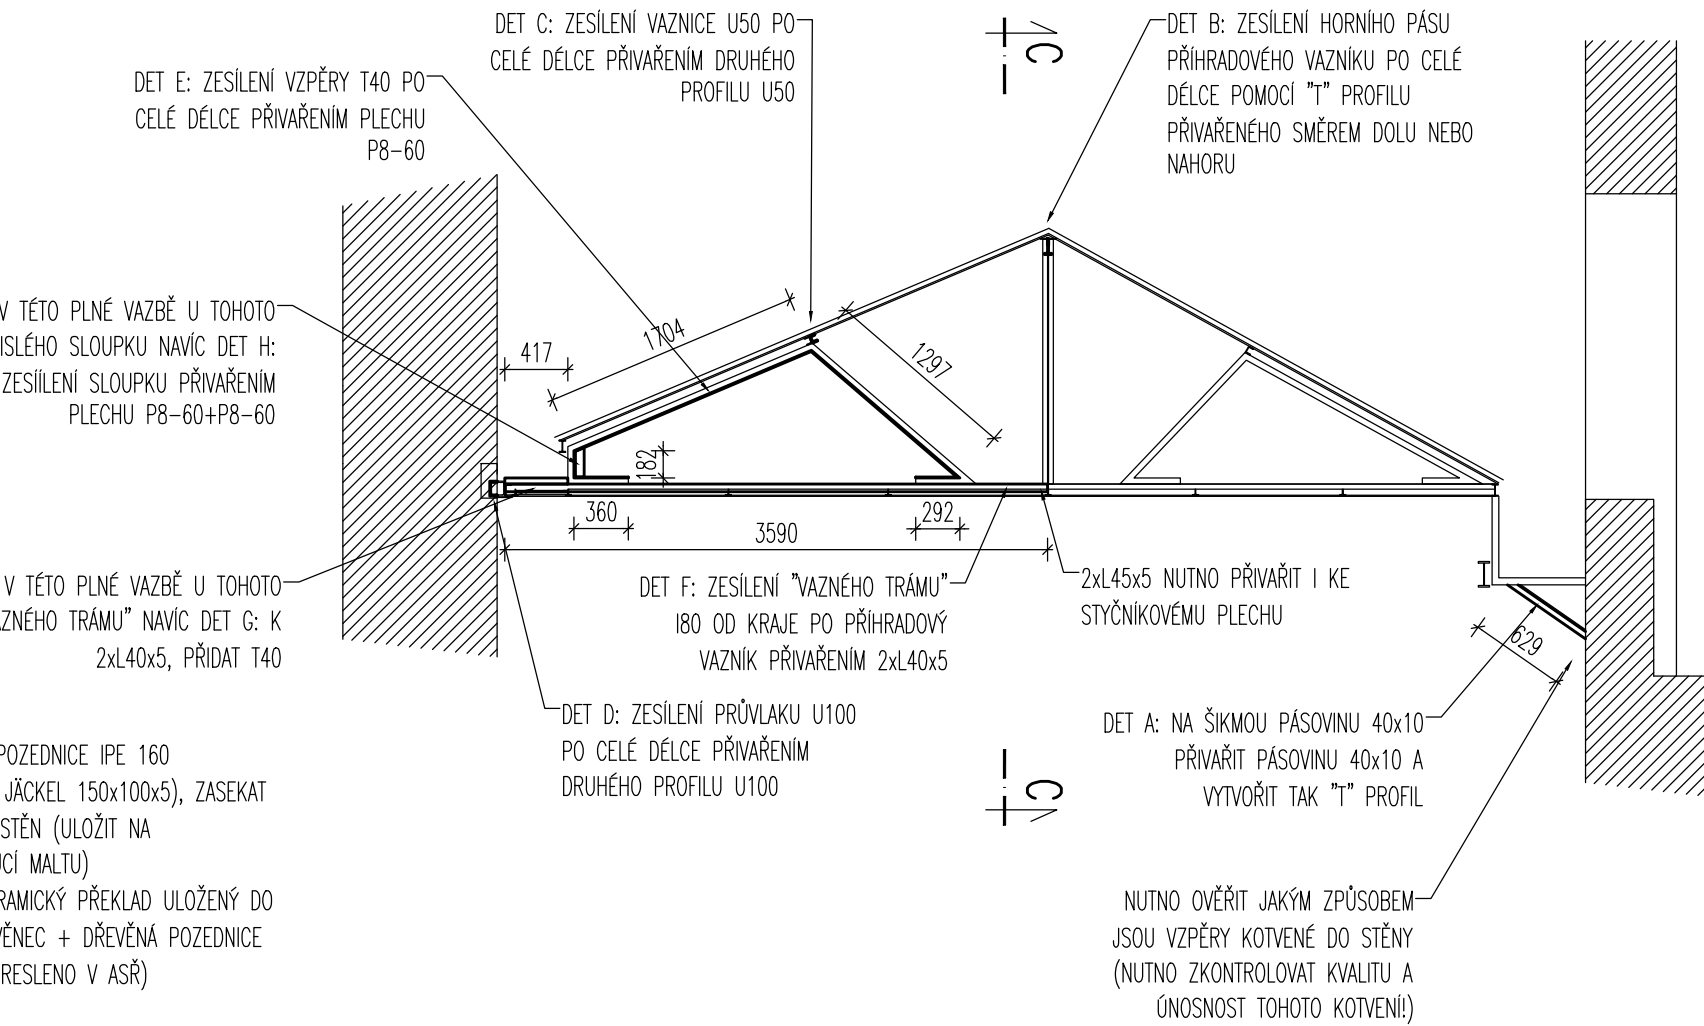 DET C: ZESÍLENÍ VAZNICE U50 PO
CELÉ DÉLCE PŘIVAŘENÍM DRUHÉHO
PROFILU U50
C
DET B: ZESÍLENÍ HORNÍHO PÁSU
PŘÍHRADOVÉHO VAZNÍKU PO CELÉ
DÉLCE POMOCÍ "T" PROFILU
PŘIVAŘENÉHO SMĚREM DOLU NEBO
NAHORU
DET E: ZESÍLENÍ VZPĚRY T40 PO
CELÉ DÉLCE PŘIVAŘENÍM PLECHU
P8-60
V TÉTO PLNÉ VAZBĚ U TOHOTO
ISLÉHO SLOUPKU NAVÍC DET H:
ZESÍÍLENÍ SLOUPKU PŘIVAŘENÍM
PLECHU P8-60+P8-60
417
1704
1297
182
360
292
3590
V TÉTO PLNÉ VAZBĚ U TOHOTO
AZNÉHO TRÁMU" NAVÍC DET G: K
2xL40x5, PŘIDAT T40
DET F: ZESÍLENÍ "VAZNÉHO TRÁMU"
I80 OD KRAJE PO PŘÍHRADOVÝ
VAZNÍK PŘIVAŘENÍM 2xL40x5
2xL45x5 NUTNO PŘIVAŘIT I KE
STYČNÍKOVÉMU PLECHU
629
DET D: ZESÍLENÍ PRŮVLAKU U100
PO CELÉ DÉLCE PŘIVAŘENÍM
DRUHÉHO PROFILU U100
DET A: NA ŠIKMOU PÁSOVINU 40x10
PŘIVAŘIT PÁSOVINU 40x10 A
VYTVOŘIT TAK "T" PROFIL
C
POZEDNICE IPE 160
JÄCKEL 150x100x5), ZASEKAT
STĚN (ULOŽIT NA
UCÍ MALTU)
RAMICKÝ PŘEKLAD ULOŽENÝ DO
VĚNEC + DŘEVĚNÁ POZEDNICE
RESLENO V ASŘ)
NUTNO OVĚŘIT JAKÝM ZPŮSOBEM
JSOU VZPĚRY KOTVENÉ DO STĚNY
(NUTNO ZKONTROLOVAT KVALITU A
ÚNOSNOST TOHOTO KOTVENÍ!)